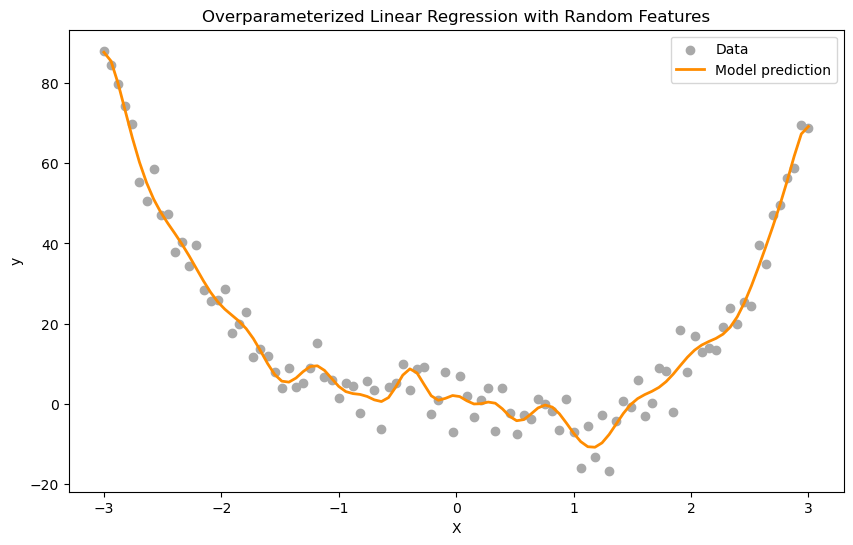 Overparameterized Linear Regression with Random Features
Data
Model prediction
y
80
60
40
20
0
−20
−3
−2
−1
0
1
2
3
X